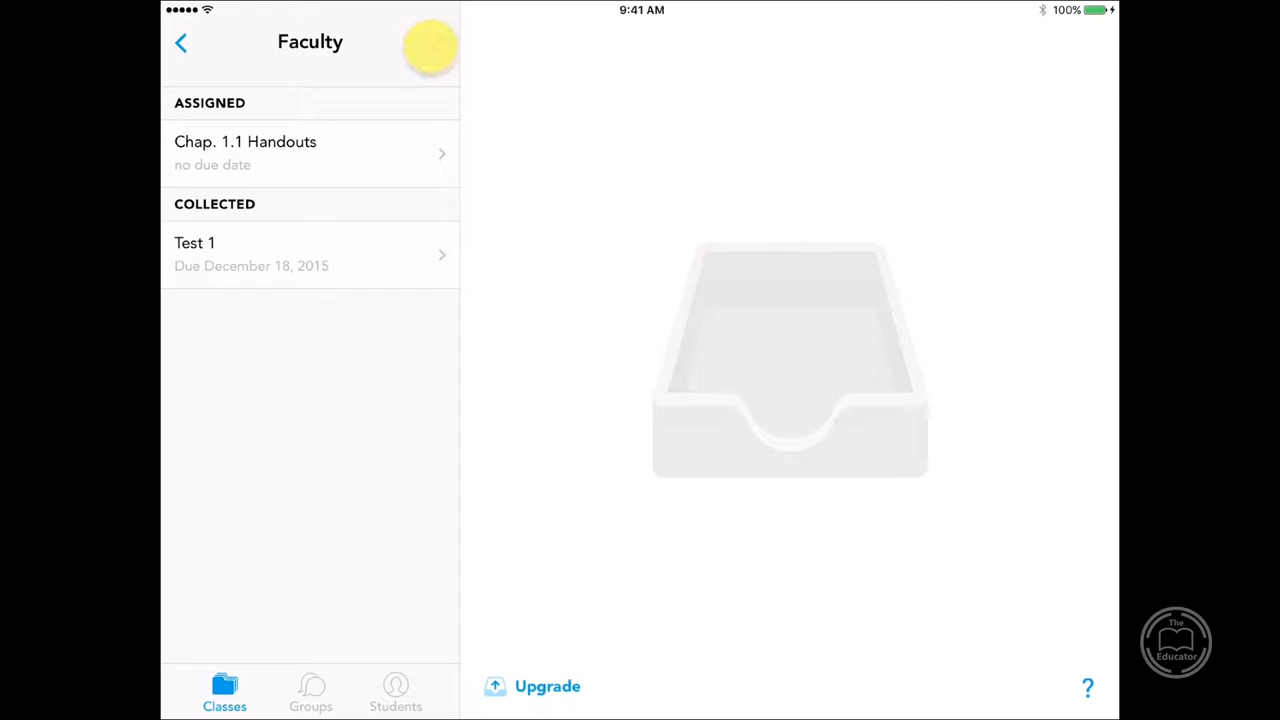 9:41 AM
100%
Faculty
ASSIGNED
Chap. 1.1 Handouts
no due date
COLLECTED
Test 1
Due December 18, 2015
Classes
Groups
Students
Upgrade
?
The
Educator